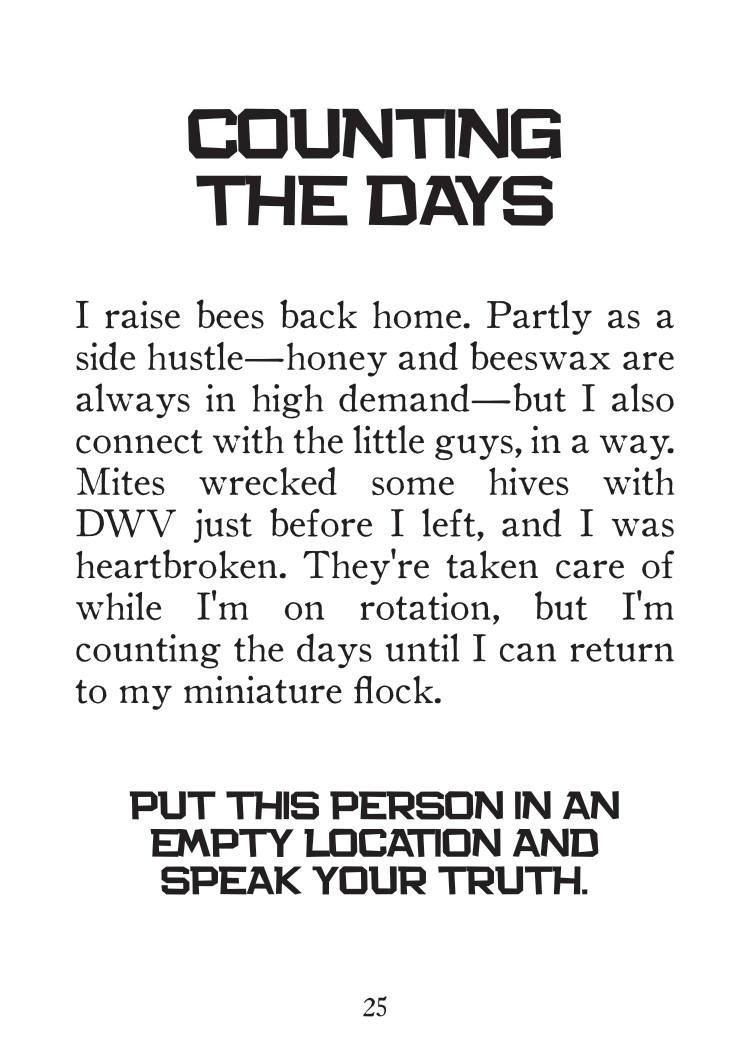 COUNTING
THE DAYS
I raise bees back home. Partly as a
side hustle—honey and beeswax are
always in high demand—but I also
connect with the little guys, in a way.
Mites wrecked some hives with
DWV just before I left, and I was
heartbroken. They're taken care of
while I'm on rotation, but I'm
counting the days until I can return
to my miniature flock.
PUT THIS PERSON IN AN
EMPTY LOCATION AND
SPEAK YOUR TRUTH.
25